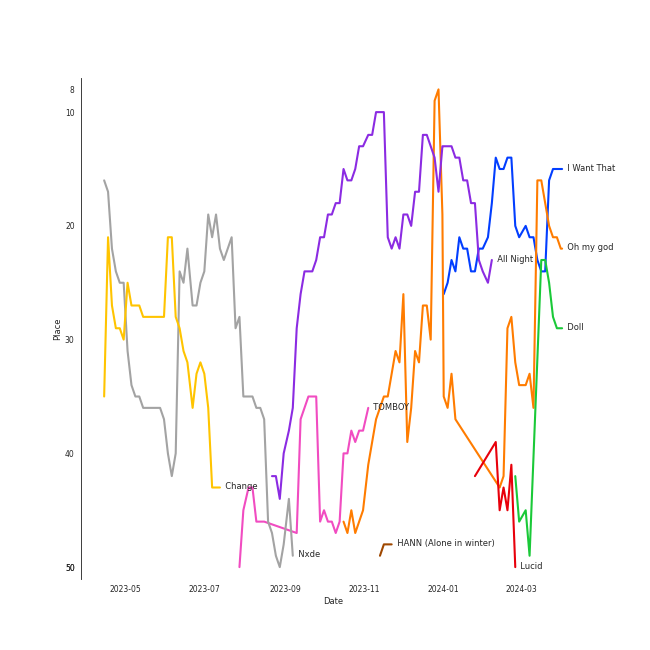 8
10
I Want That
20
Oh my god
All Night
Place
Doll
30
TOMBOY
40
Change
HANN (Alone in winter)
Nxde
50
Lucid
2023-05
2023-07
2023-09
2023-11
2024-01
2024-03
Date